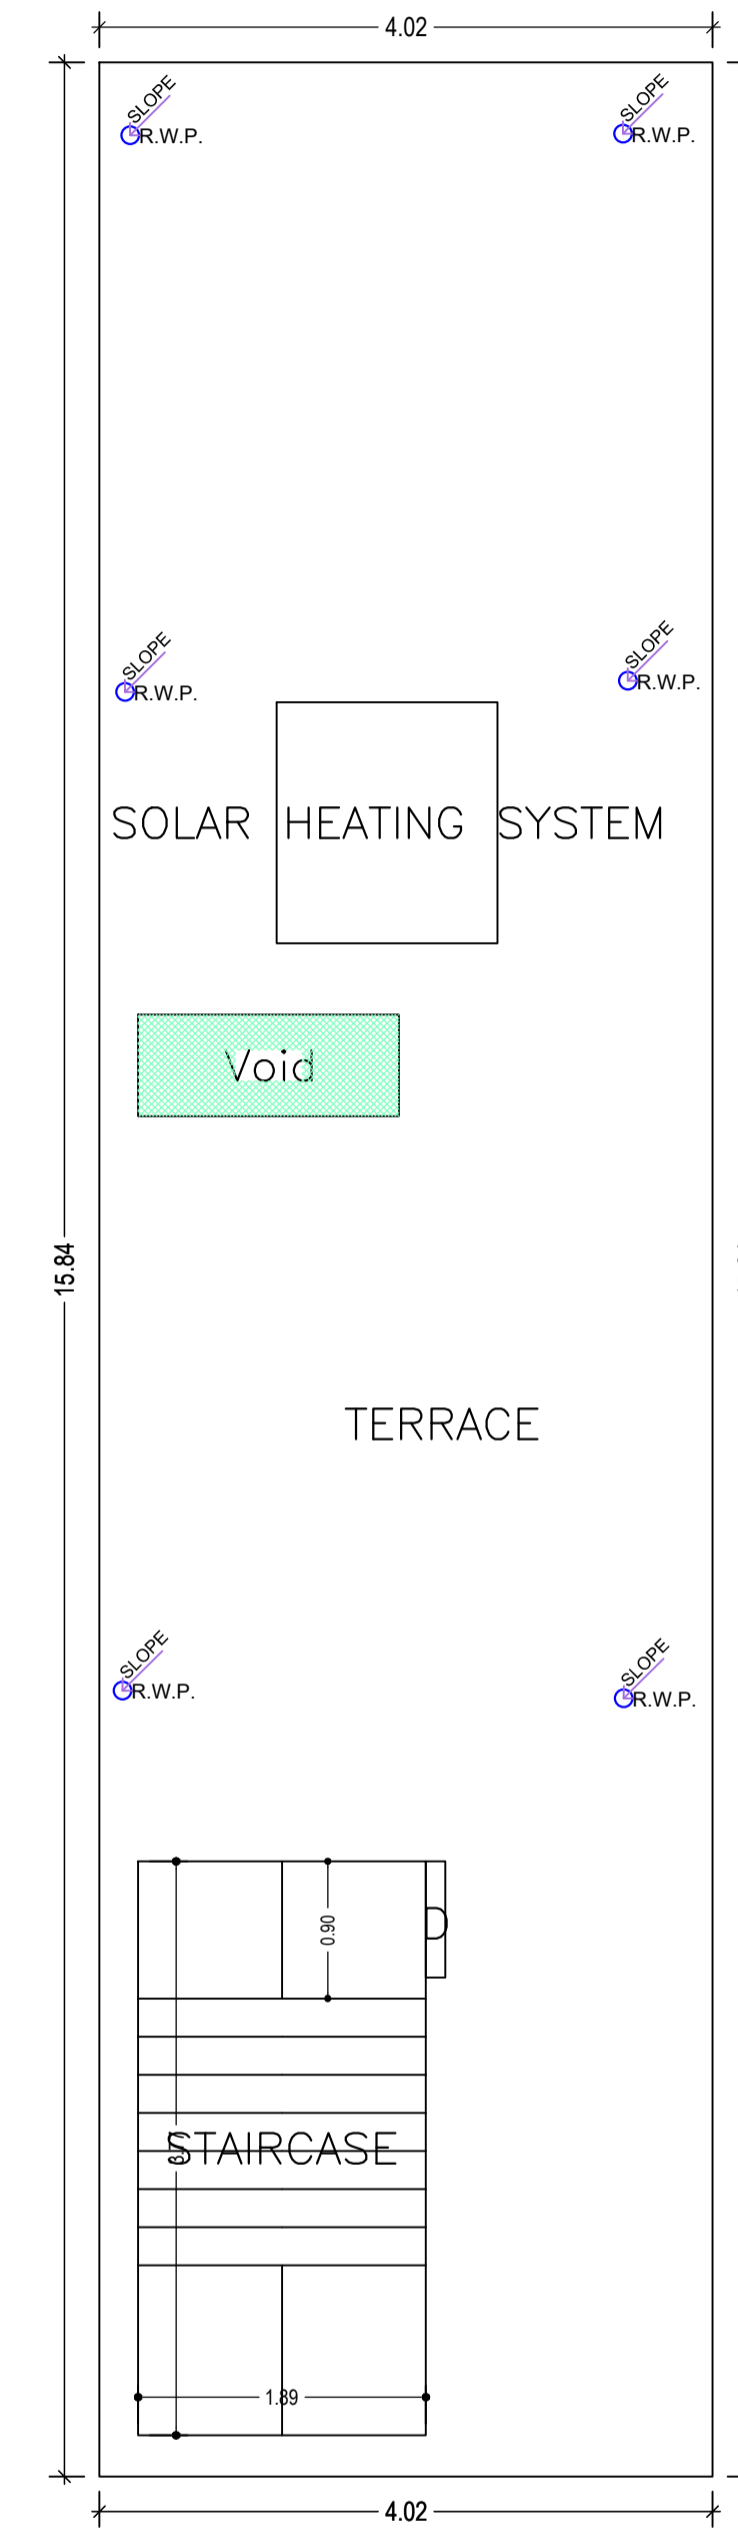 4.02
SLOPE
R.W.P.
SLOPE
R.W.P.
SLOPE
R.W.P.
SLOPE
R.W.P.
SOLAR HEATING SYSTEM
Void
15.84
TERRACE
SLOPE
R.W.P.
SLOPE
R.W.P.
0.90
D
STAIRCASE
1.89
4.02